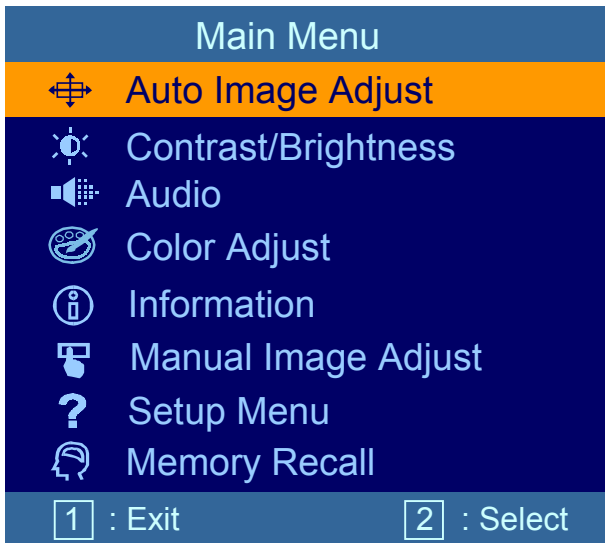 Main Menu
Auto Image Adjust
Contrast/Brightness
Audio
Color Adjust
Information
Manual Image Adjust
? Setup Menu
Memory Recall
1 : Exit 2 : Select